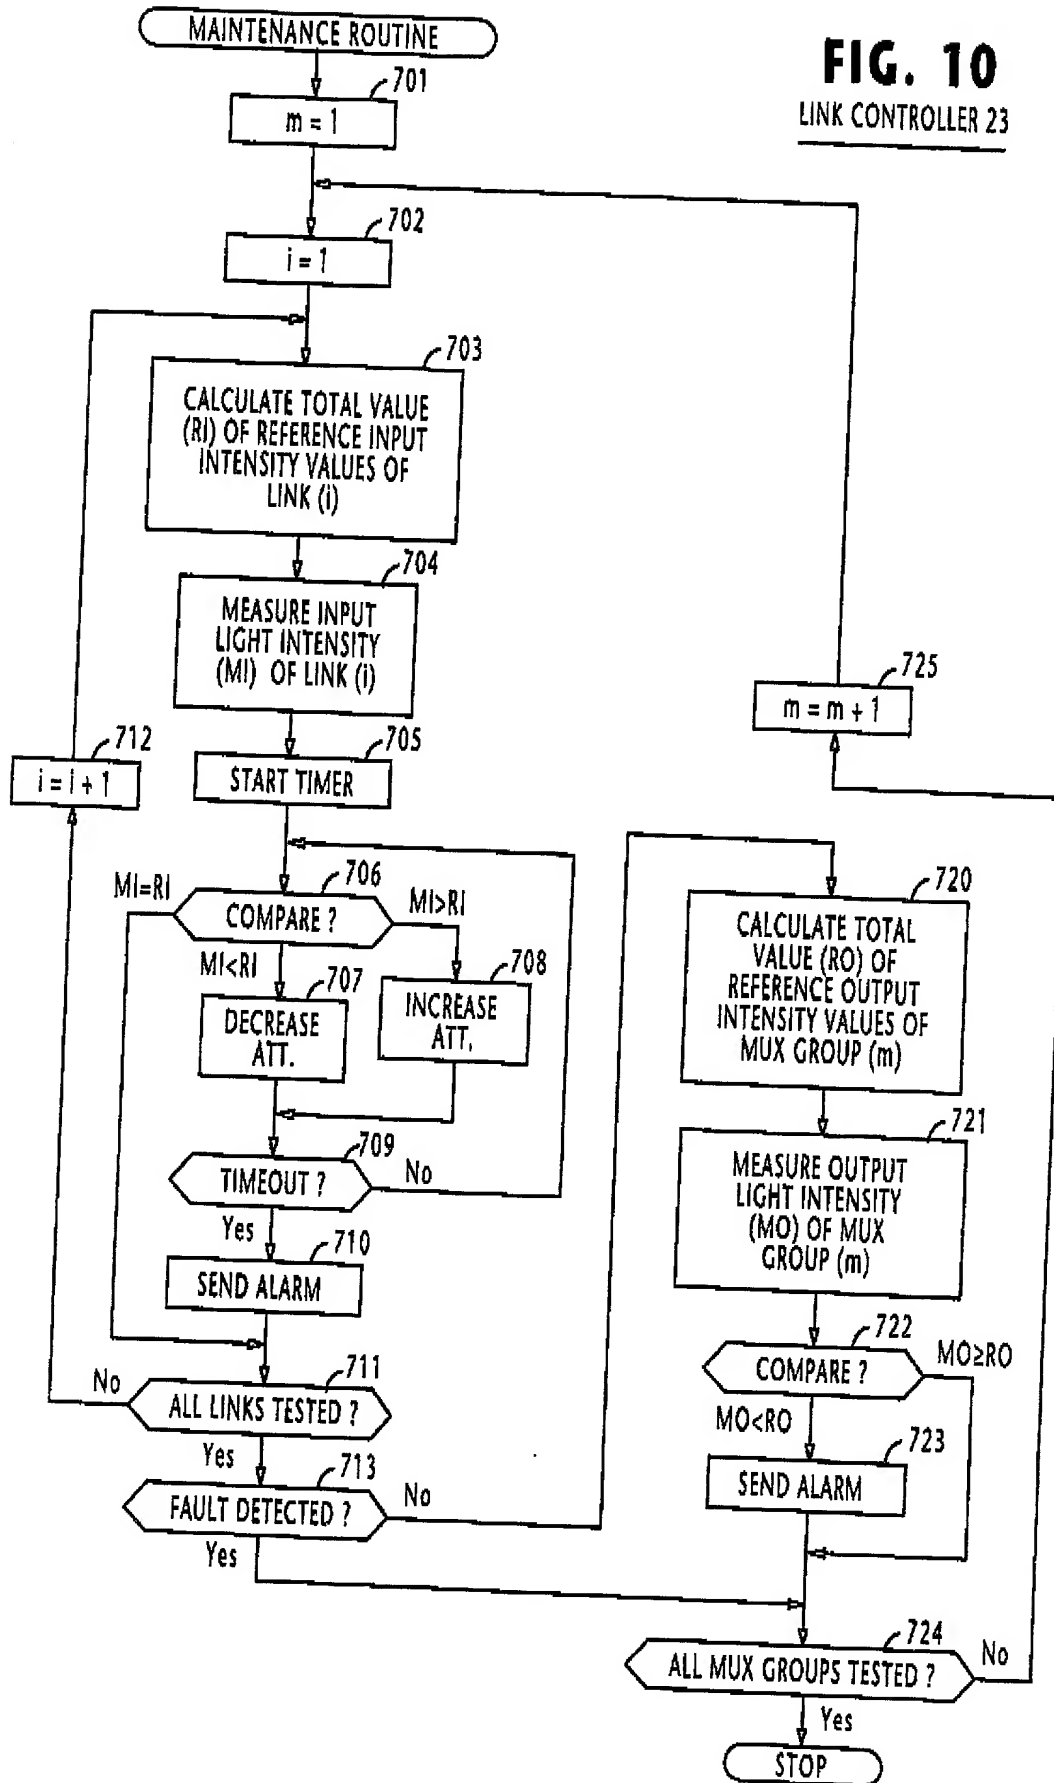 MAINTENANCE ROUTINE
FIG. 10
LINK CONTROLLER 23
701
m = 1
702
i = 1
703
CALCULATE TOTAL VALUE
(RI) OF REFERENCE INPUT
INTENSITY VALUES OF
LINK (i)
704
MEASURE INPUT
LIGHT INTENSITY
(MI) OF LINK (i)
705
START TIMER
712
i = i + 1
706
COMPARE ?
MI=RI
MI>RI
MI<RI
707
DECREASE
ATT.
708
INCREASE
ATT.
709
TIMEOUT ?
No
Yes
710
SEND ALARM
711
ALL LINKS TESTED ?
No
Yes
713
FAULT DETECTED ?
No
Yes
725
m = m + 1
720
CALCULATE TOTAL
VALUE (RO) OF
REFERENCE OUTPUT
INTENSITY VALUES OF
MUX GROUP (m)
721
MEASURE OUTPUT
LIGHT INTENSITY
(MO) OF MUX
GROUP (m)
722
COMPARE ?
MO≥RO
MO<RO
723
SEND ALARM
724
ALL MUX GROUPS TESTED ?
No
Yes
STOP